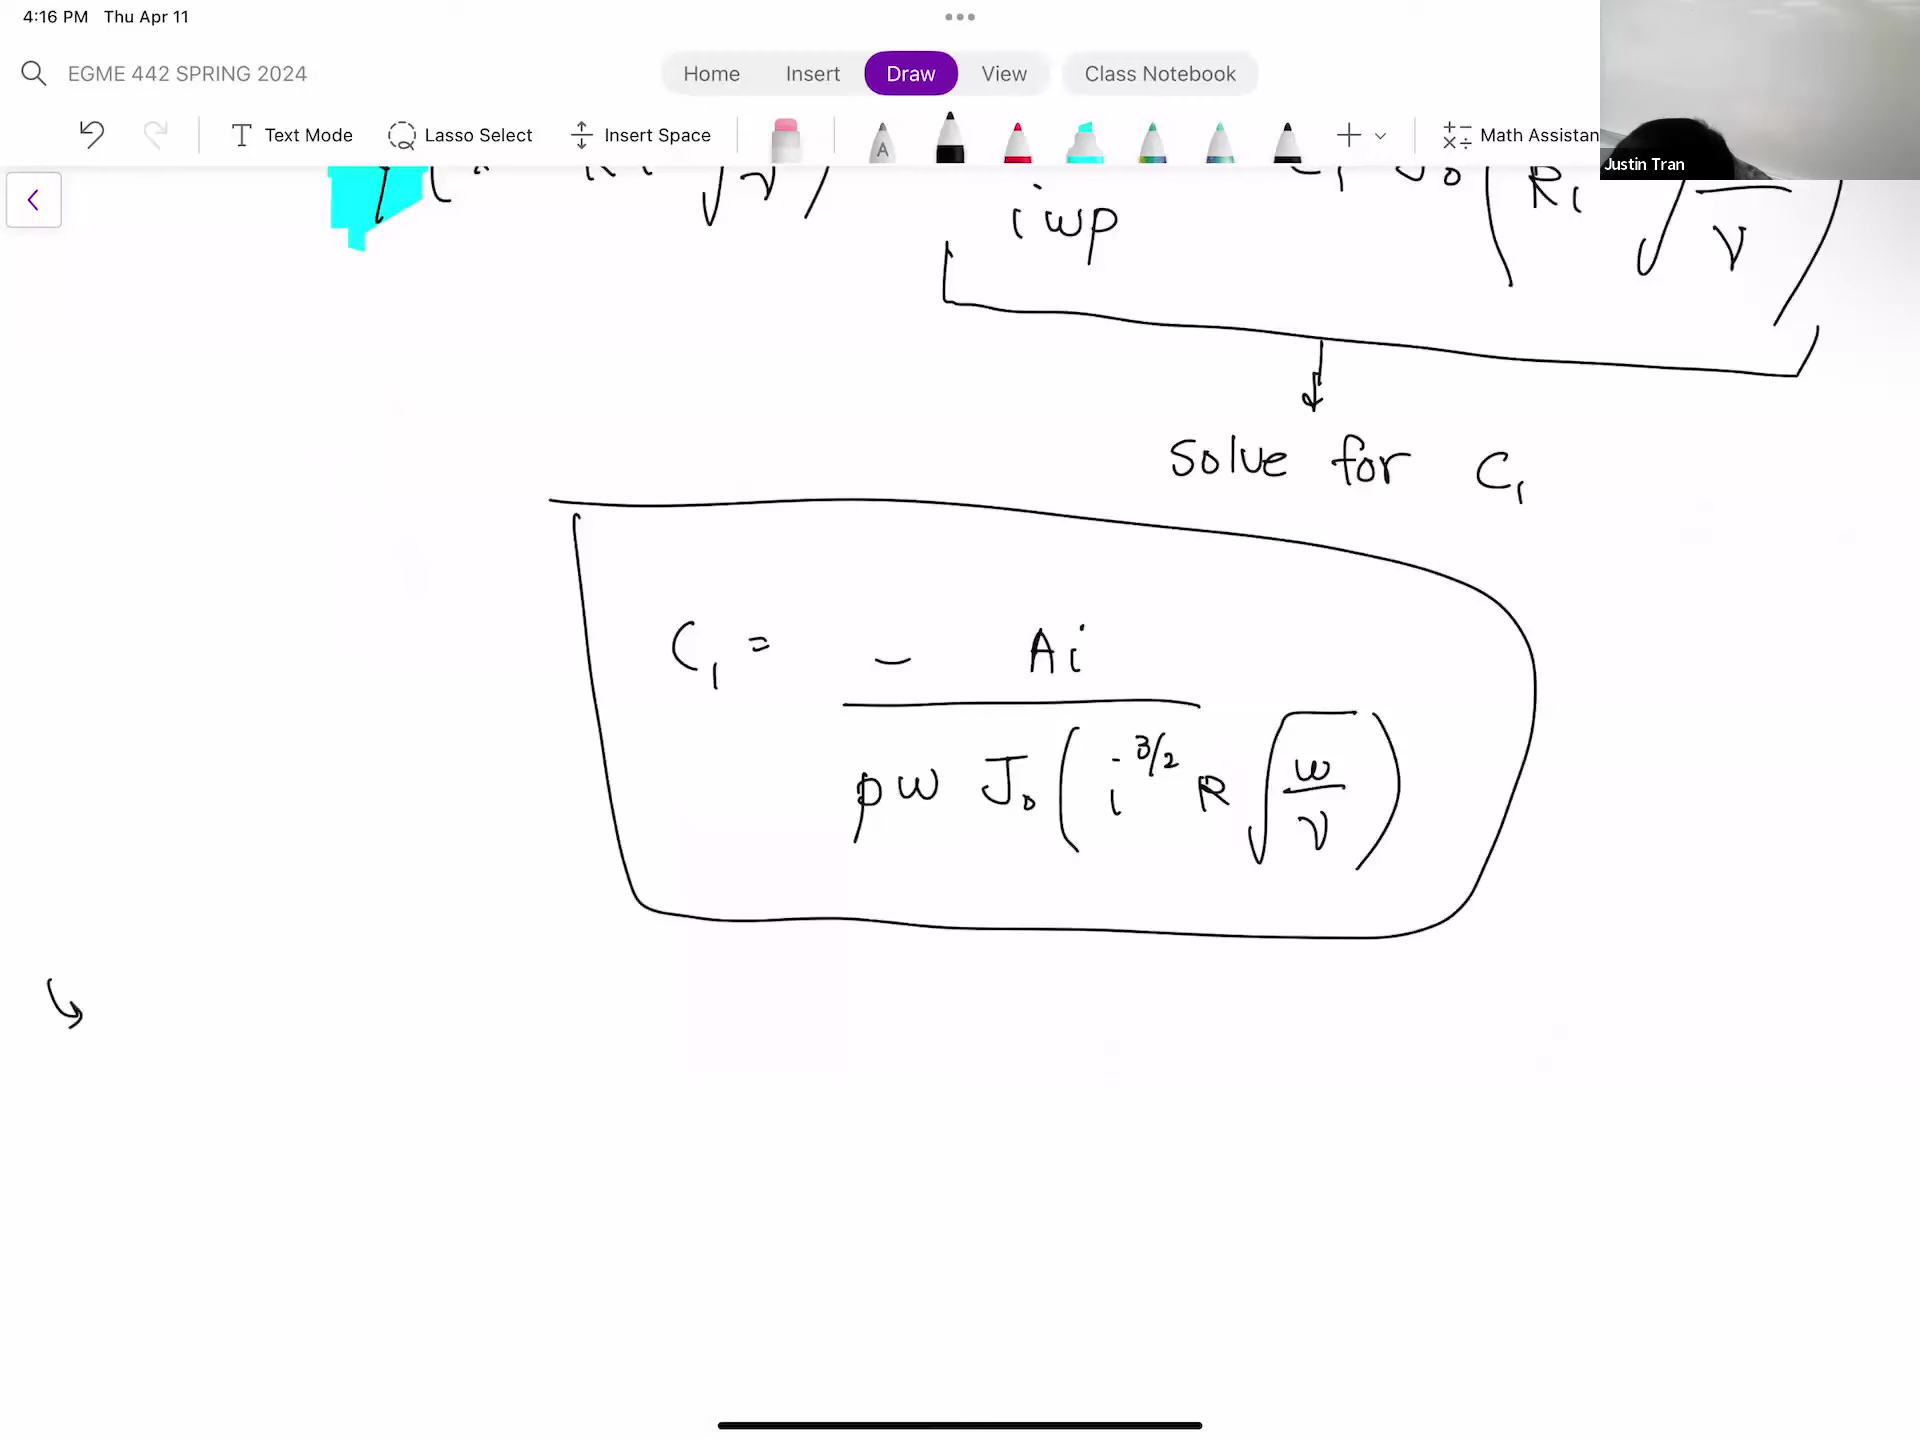 4:16 PM Thu Apr 11
EGME 442 SPRING 2024
Home Insert Draw View Class Notebook
Text Mode Lasso Select Insert Space A Math Assistan
Justin Tran
iωρ
ν
Solve for C₁
C₁ = - Ai
ρω J₀ ( i^3/2 R √ ω/ν )